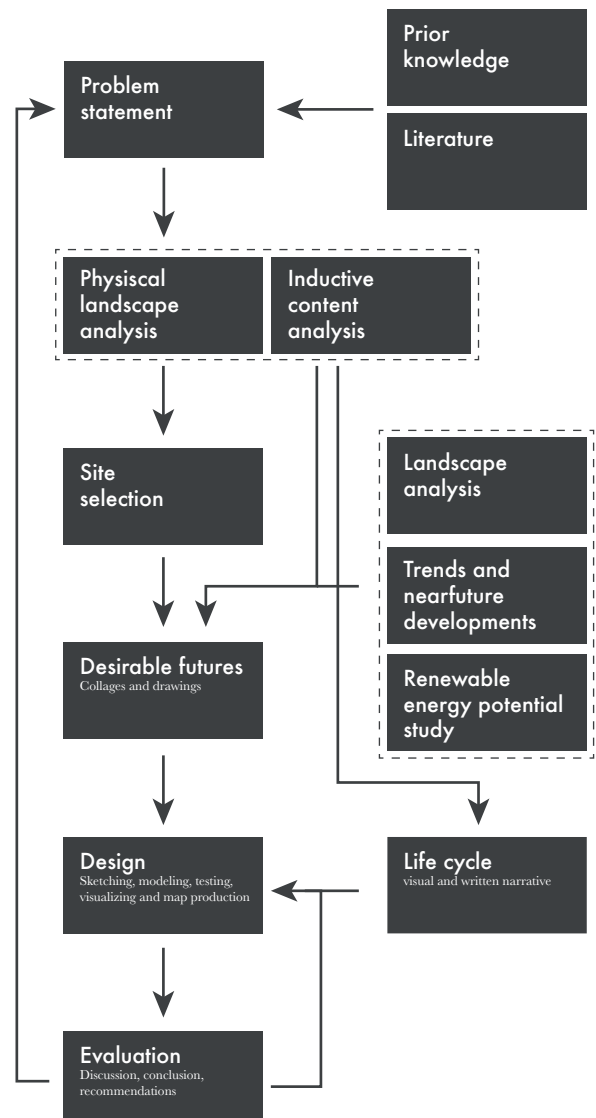 Prior
knowledge
Problem
statement
Literature
Physiscal
landscape
analysis
Inductive
content
analysis
Site
selection
Landscape
analysis
Trends and
nearfuture
developments
Desirable futures
Collages and drawings
Renewable
energy potential
study
Design
Sketching, modeling, testing,
visualizing and map production
Life cycle
visual and written narrative
Evaluation
Discussion, conclusion,
recommendations